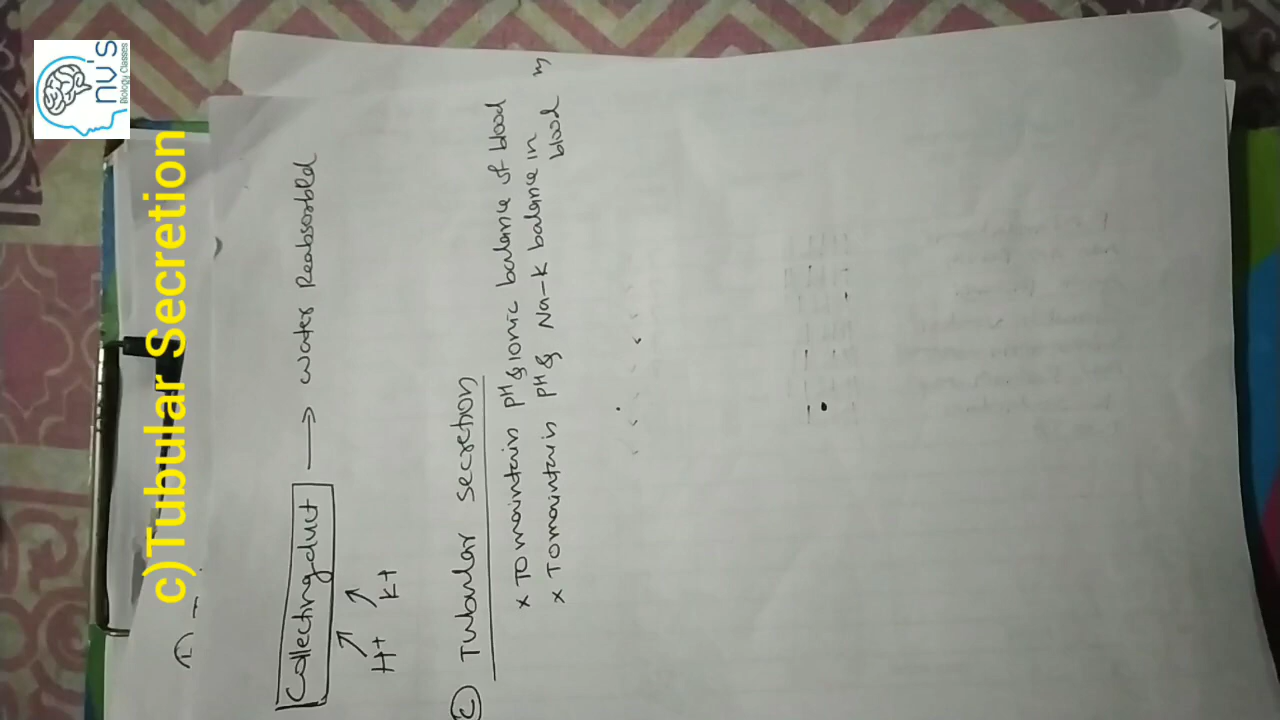 nv's
Biology Classes
c)Tubular Secretion
Collecting duct → water Reabsorbed
H+ K+
c Tubular secretion
x To maintain pH & ionic balance of blood
x To maintain pH & Na-K balance in
blood